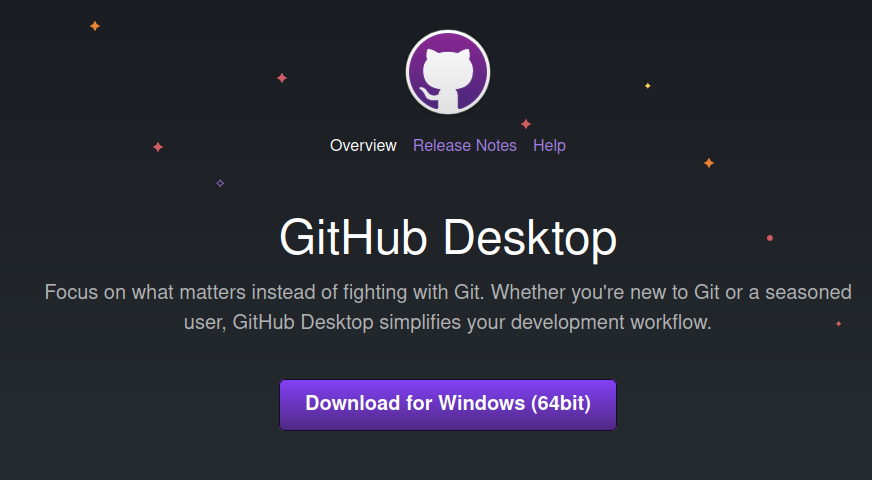 Overview Release Notes Help
GitHub Desktop
Focus on what matters instead of fighting with Git. Whether you're new to Git or a seasoned
user, GitHub Desktop simplifies your development workflow.
Download for Windows (64bit)